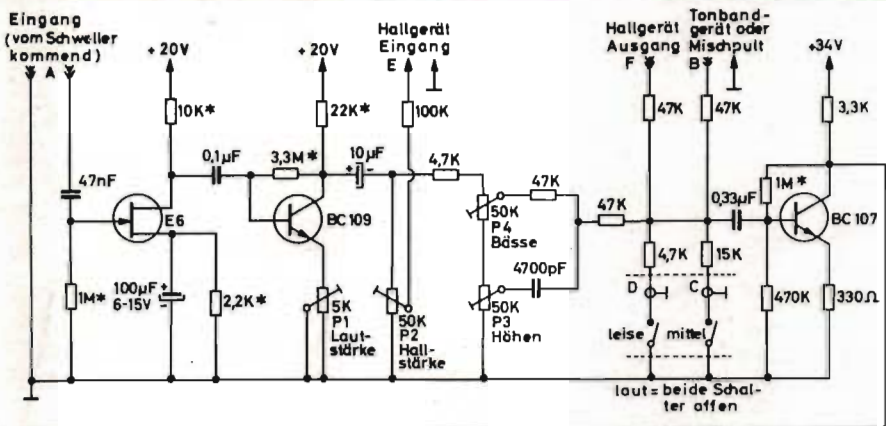 Eingang
(vom Schweller
kommend)
A
+ 20V
10K*
47nF
E6
1M*
100µF
6-15V
+
-
2,2K*
0,1µF
+ 20V
22K*
3,3M*
BC 109
5K
P1
Laut-
stärke
10µF
+
-
Hallgerät
Eingang
E
100K
50K
P2
Hall-
stärke
4,7K
50K
P4
Bässe
47K
4700pF
50K
P3
Höhen
47K
Hallgerät
Ausgang
F
47K
Tonband-
gerät oder
Mischpult
B
47K
0,33µF
4,7K
15K
D
C
leise
mittel
laut = beide Schal-
ter offen
+34V
3,3K
1M*
BC 107
470K
330Ω